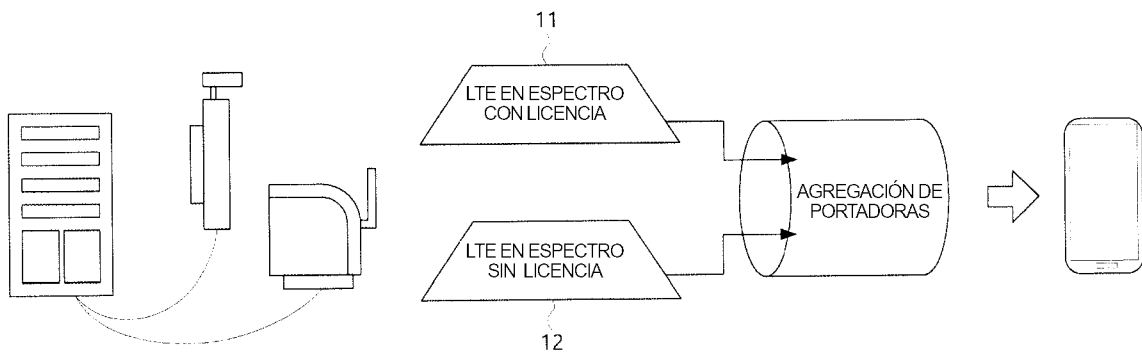 11
LTE EN ESPECTRO
CON LICENCIA
AGREGACIÓN DE
PORTADORAS
LTE EN ESPECTRO
SIN LICENCIA
12